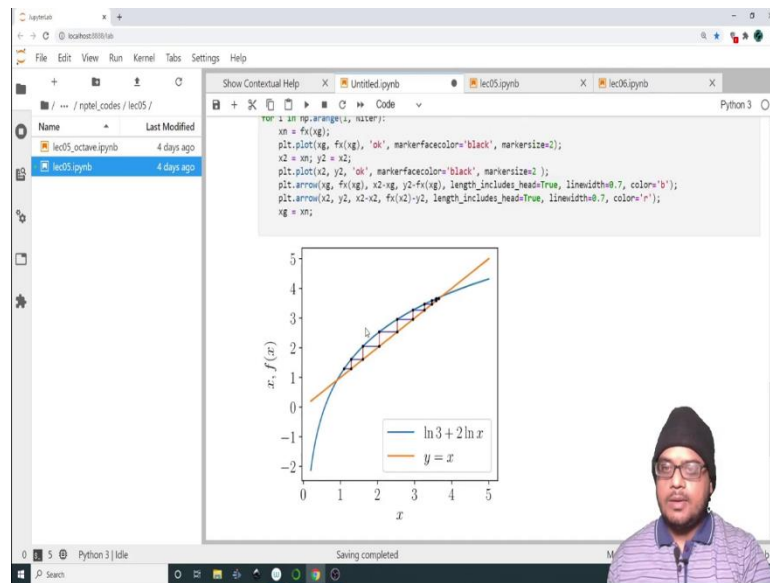 JupyterLab
localhost:8888/lab
File Edit View Run Kernel Tabs Settings Help
Show Contextual Help
Untitled.ipynb
lec05.ipynb
lec06.ipynb
/ ··· / nptel_codes / lec05 /
Code
Python 3
Name
Last Modified
lec05_octave.ipynb 4 days ago
lec05.ipynb 4 days ago
for i in np.arange(1, Niter):
xn = fx(xg);
plt.plot(xg, fx(xg), 'ok', markerfacecolor='black', markersize=2);
x2 = xn; y2 = x2;
plt.plot(x2, y2, 'ok', markerfacecolor='black', markersize=2 );
plt.arrow(xg, fx(xg), x2-xg, y2-fx(xg), length_includes_head=True, linewidth=0.7, color='b');
plt.arrow(x2, y2, x2-x2, fx(x2)-y2, length_includes_head=True, linewidth=0.7, color='r');
xg = xn;
5
4
3
2
1
0
−1
−2
x, f(x)
ln 3 + 2 ln x
y = x
0 1 2 3 4 5
x
0 5 Python 3 | Idle
Saving completed
Search